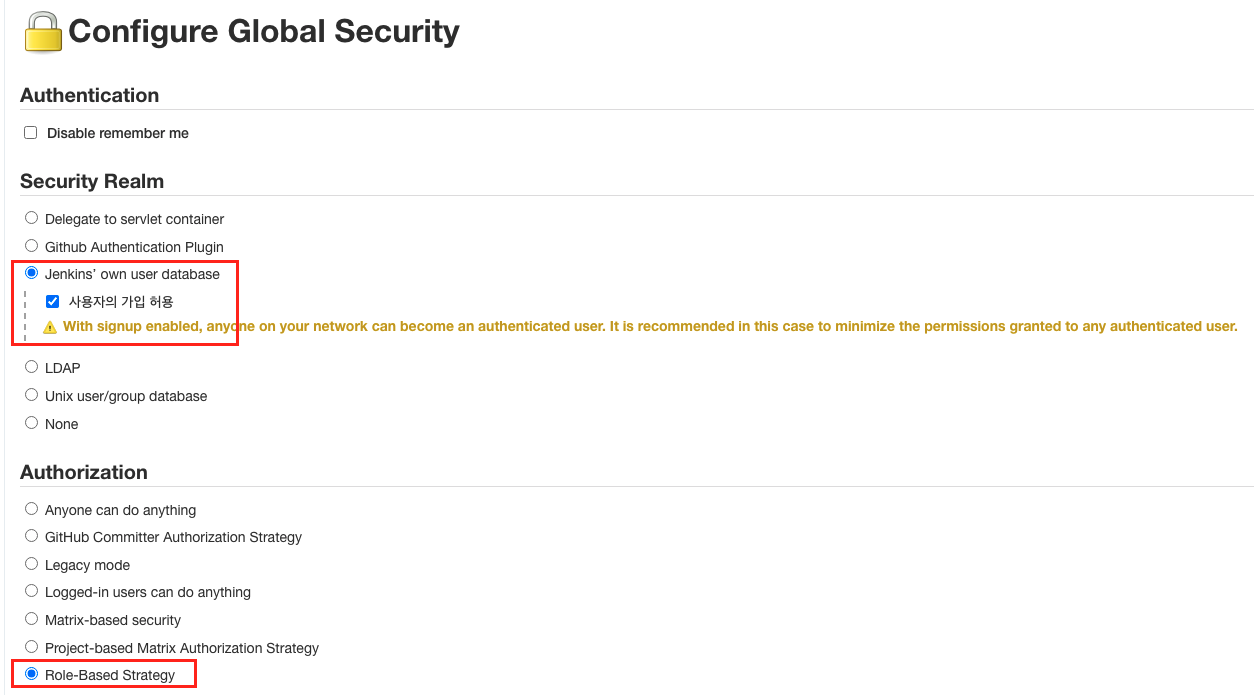 Configure Global Security
Authentication
Disable remember me
Security Realm
Delegate to servlet container
Github Authentication Plugin
Jenkins’ own user database
사용자의 가입 허용
With signup enabled, anyone on your network can become an authenticated user. It is recommended in this case to minimize the permissions granted to any authenticated user.
LDAP
Unix user/group database
None
Authorization
Anyone can do anything
GitHub Committer Authorization Strategy
Legacy mode
Logged-in users can do anything
Matrix-based security
Project-based Matrix Authorization Strategy
Role-Based Strategy